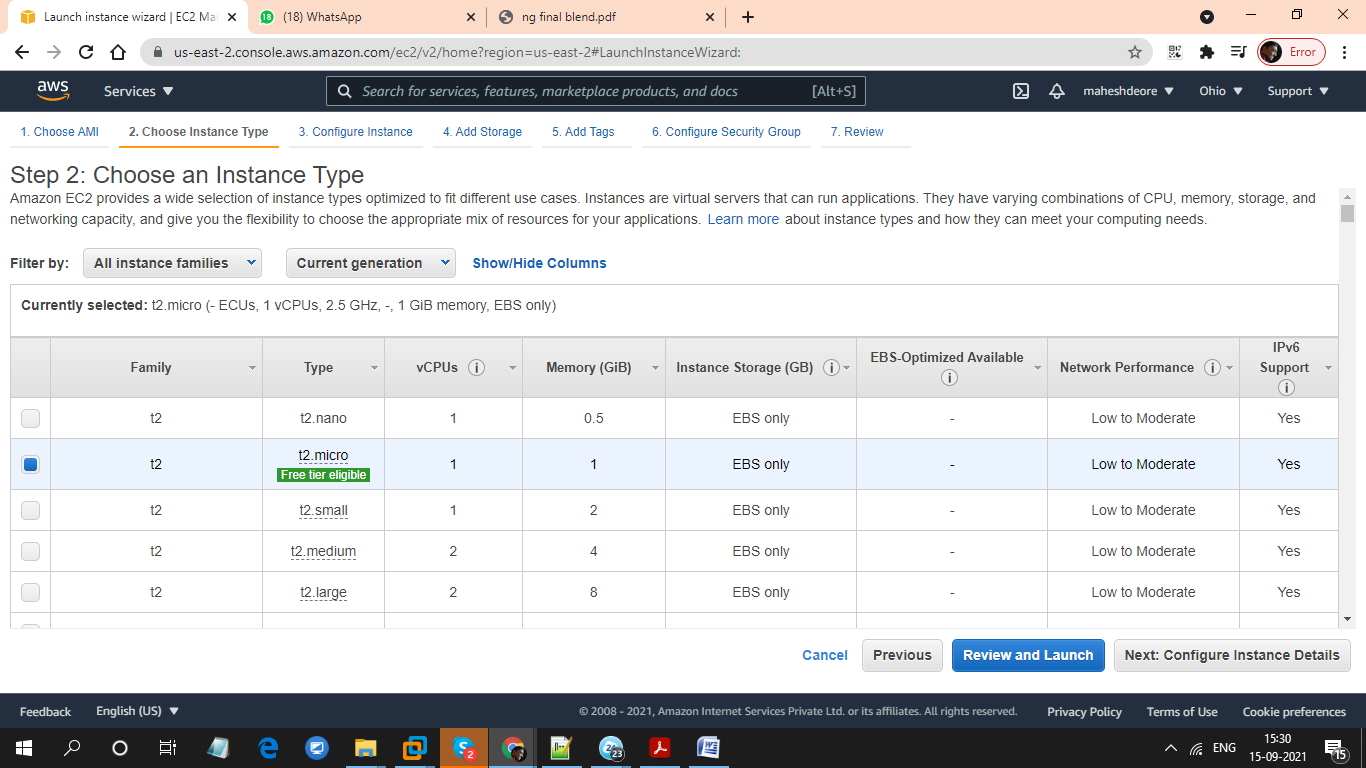 Launch instance wizard | EC2 Ma
(18) WhatsApp
ng final blend.pdf
us-east-2.console.aws.amazon.com/ec2/v2/home?region=us-east-2#LaunchInstanceWizard:
Error
aws
Services
Search for services, features, marketplace products, and docs
[Alt+S]
maheshdeore
Ohio
Support
1. Choose AMI
2. Choose Instance Type
3. Configure Instance
4. Add Storage
5. Add Tags
6. Configure Security Group
7. Review
Step 2: Choose an Instance Type
Amazon EC2 provides a wide selection of instance types optimized to fit different use cases. Instances are virtual servers that can run applications. They have varying combinations of CPU, memory, storage, and
networking capacity, and give you the flexibility to choose the appropriate mix of resources for your applications. Learn more about instance types and how they can meet your computing needs.
Filter by: All instance families Current generation Show/Hide Columns
Currently selected: t2.micro (- ECUs, 1 vCPUs, 2.5 GHz, -, 1 GiB memory, EBS only)
Family Type vCPUs Memory (GiB) Instance Storage (GB) EBS-Optimized Available Network Performance IPv6 Support
t2 t2.nano 1 0.5 EBS only - Low to Moderate Yes
t2 t2.micro 1 1 EBS only - Low to Moderate Yes
Free tier eligible
t2 t2.small 1 2 EBS only - Low to Moderate Yes
t2 t2.medium 2 4 EBS only - Low to Moderate Yes
t2 t2.large 2 8 EBS only - Low to Moderate Yes
Cancel Previous Review and Launch Next: Configure Instance Details
Feedback English (US) © 2008 - 2021, Amazon Internet Services Private Ltd. or its affiliates. All rights reserved. Privacy Policy Terms of Use Cookie preferences
ENG
15:30
15-09-2021
15